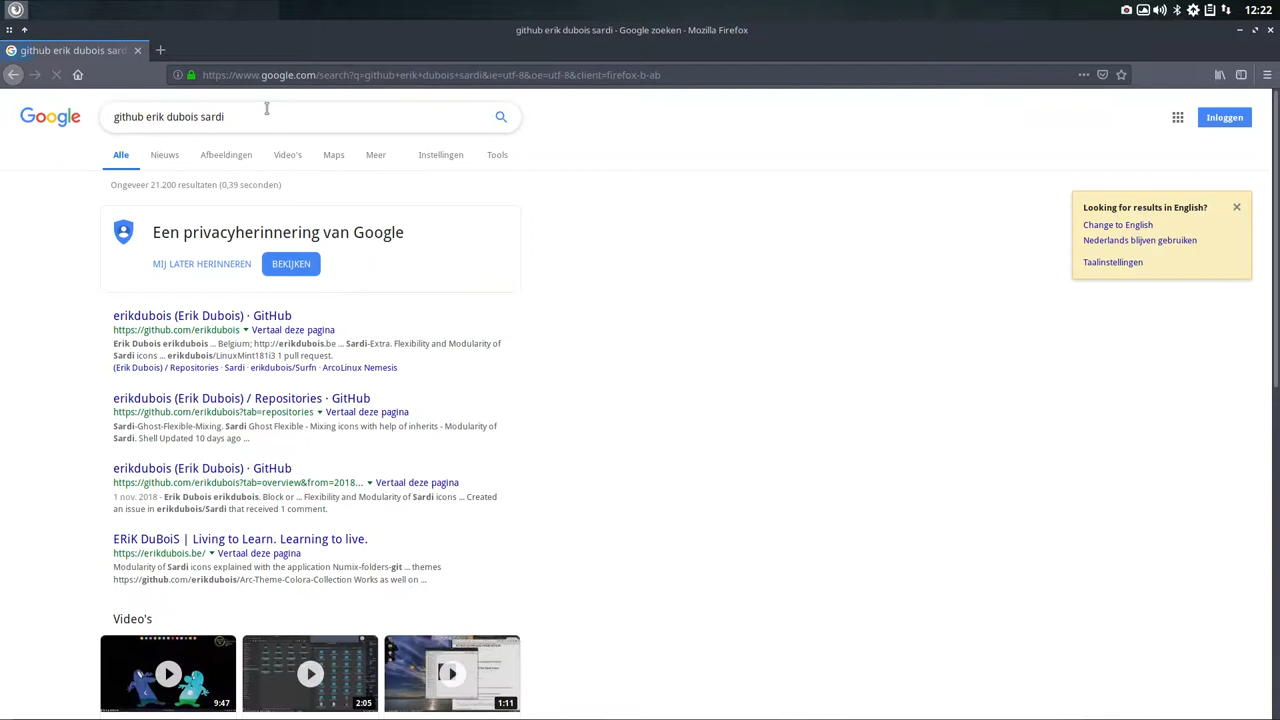 12:22
github erik dubois sardi - Google zoeken - Mozilla Firefox
github erik dubois sard
https://www.google.com/search?q=github+erik+dubois+sardi&ie=utf-8&oe=utf-8&client=firefox-b-ab
Google
github erik dubois sardi
Inloggen
Alle Nieuws Afbeeldingen Video's Maps Meer Instellingen Tools
Ongeveer 21.200 resultaten (0,39 seconden)
Looking for results in English?
Change to English
Nederlands blijven gebruiken
Taalinstellingen
Een privacyherinnering van Google
MIJ LATER HERINNEREN BEKIJKEN
erikdubois (Erik Dubois) · GitHub
https://github.com/erikdubois Vertaal deze pagina
Erik Dubois erikdubois ... Belgium; http://erikdubois.be ... Sardi-Extra. Flexibility and Modularity of
Sardi icons ... erikdubois/LinuxMint181i3 1 pull request.
(Erik Dubois) / Repositories · Sardi · erikdubois/Surfn · ArcoLinux Nemesis
erikdubois (Erik Dubois) / Repositories · GitHub
https://github.com/erikdubois?tab=repositories Vertaal deze pagina
Sardi-Ghost-Flexible-Mixing. Sardi Ghost Flexible - Mixing icons with help of inherits - Modularity of
Sardi. Shell Updated 10 days ago ...
erikdubois (Erik Dubois) · GitHub
https://github.com/erikdubois?tab=overview&from=2018... Vertaal deze pagina
1 nov. 2018 - Erik Dubois erikdubois. Block or ... Flexibility and Modularity of Sardi icons ... Created
an issue in erikdubois/Sardi that received 1 comment.
ERiK DuBoiS | Living to Learn. Learning to live.
https://erikdubois.be/ Vertaal deze pagina
Modularity of Sardi icons explained with the application Numix-folders-git ... themes
https://github.com/erikdubois/Arc-Theme-Colora-Collection Works as well on ...
Video's
9:47 2:05 1:11